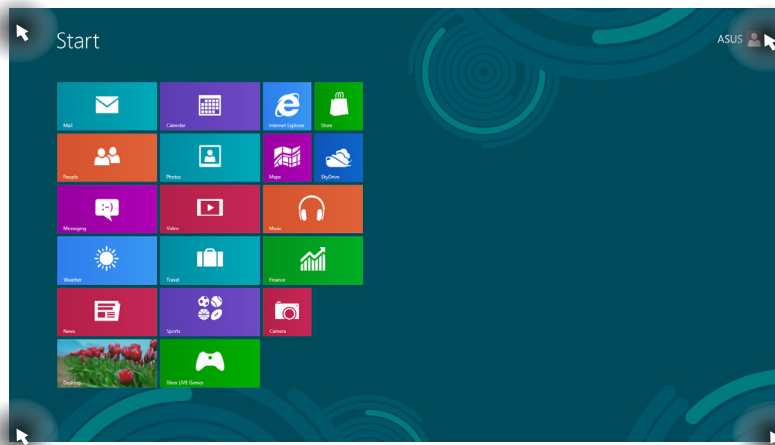 Start
ASUS
Mail
Calendar
Internet Explorer
Store
People
Photos
Maps
SkyDrive
Messaging
Video
Music
Weather
Travel
Finance
News
Sports
Camera
Desktop
Xbox LIVE Games